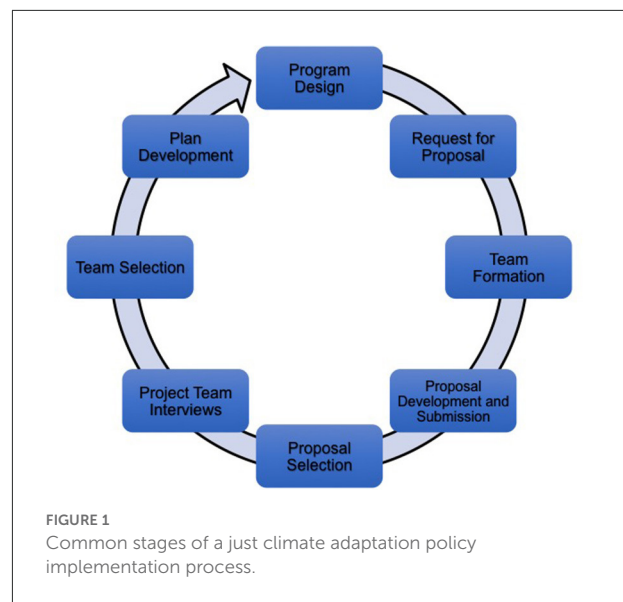 Program
Design
Request for
Proposal
Team
Formation
Proposal
Development and
Submission
Proposal
Selection
Project Team
Interviews
Team Selection
Plan
Development
FIGURE 1
Common stages of a just climate adaptation policy
implementation process.